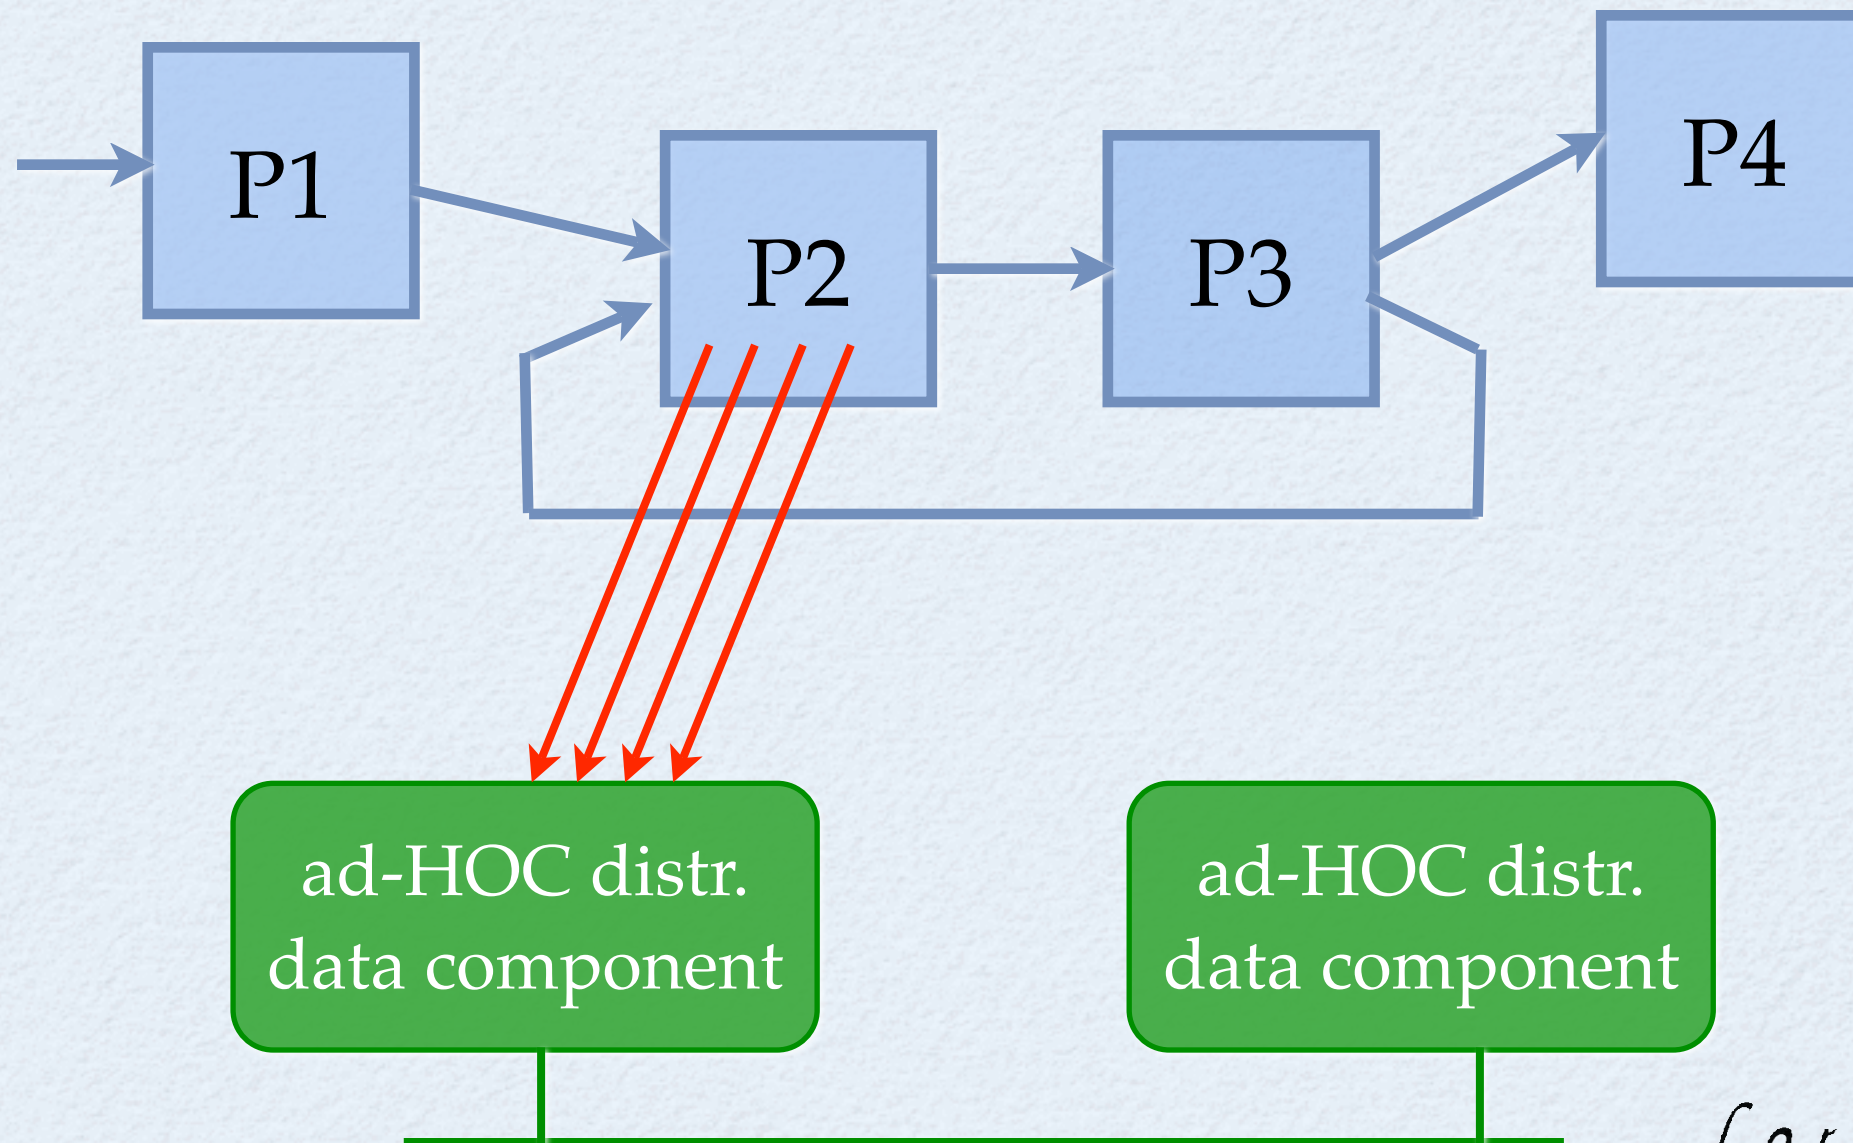 P1
P2
P3
P4
ad-HOC distr.
data component
ad-HOC distr.
data component